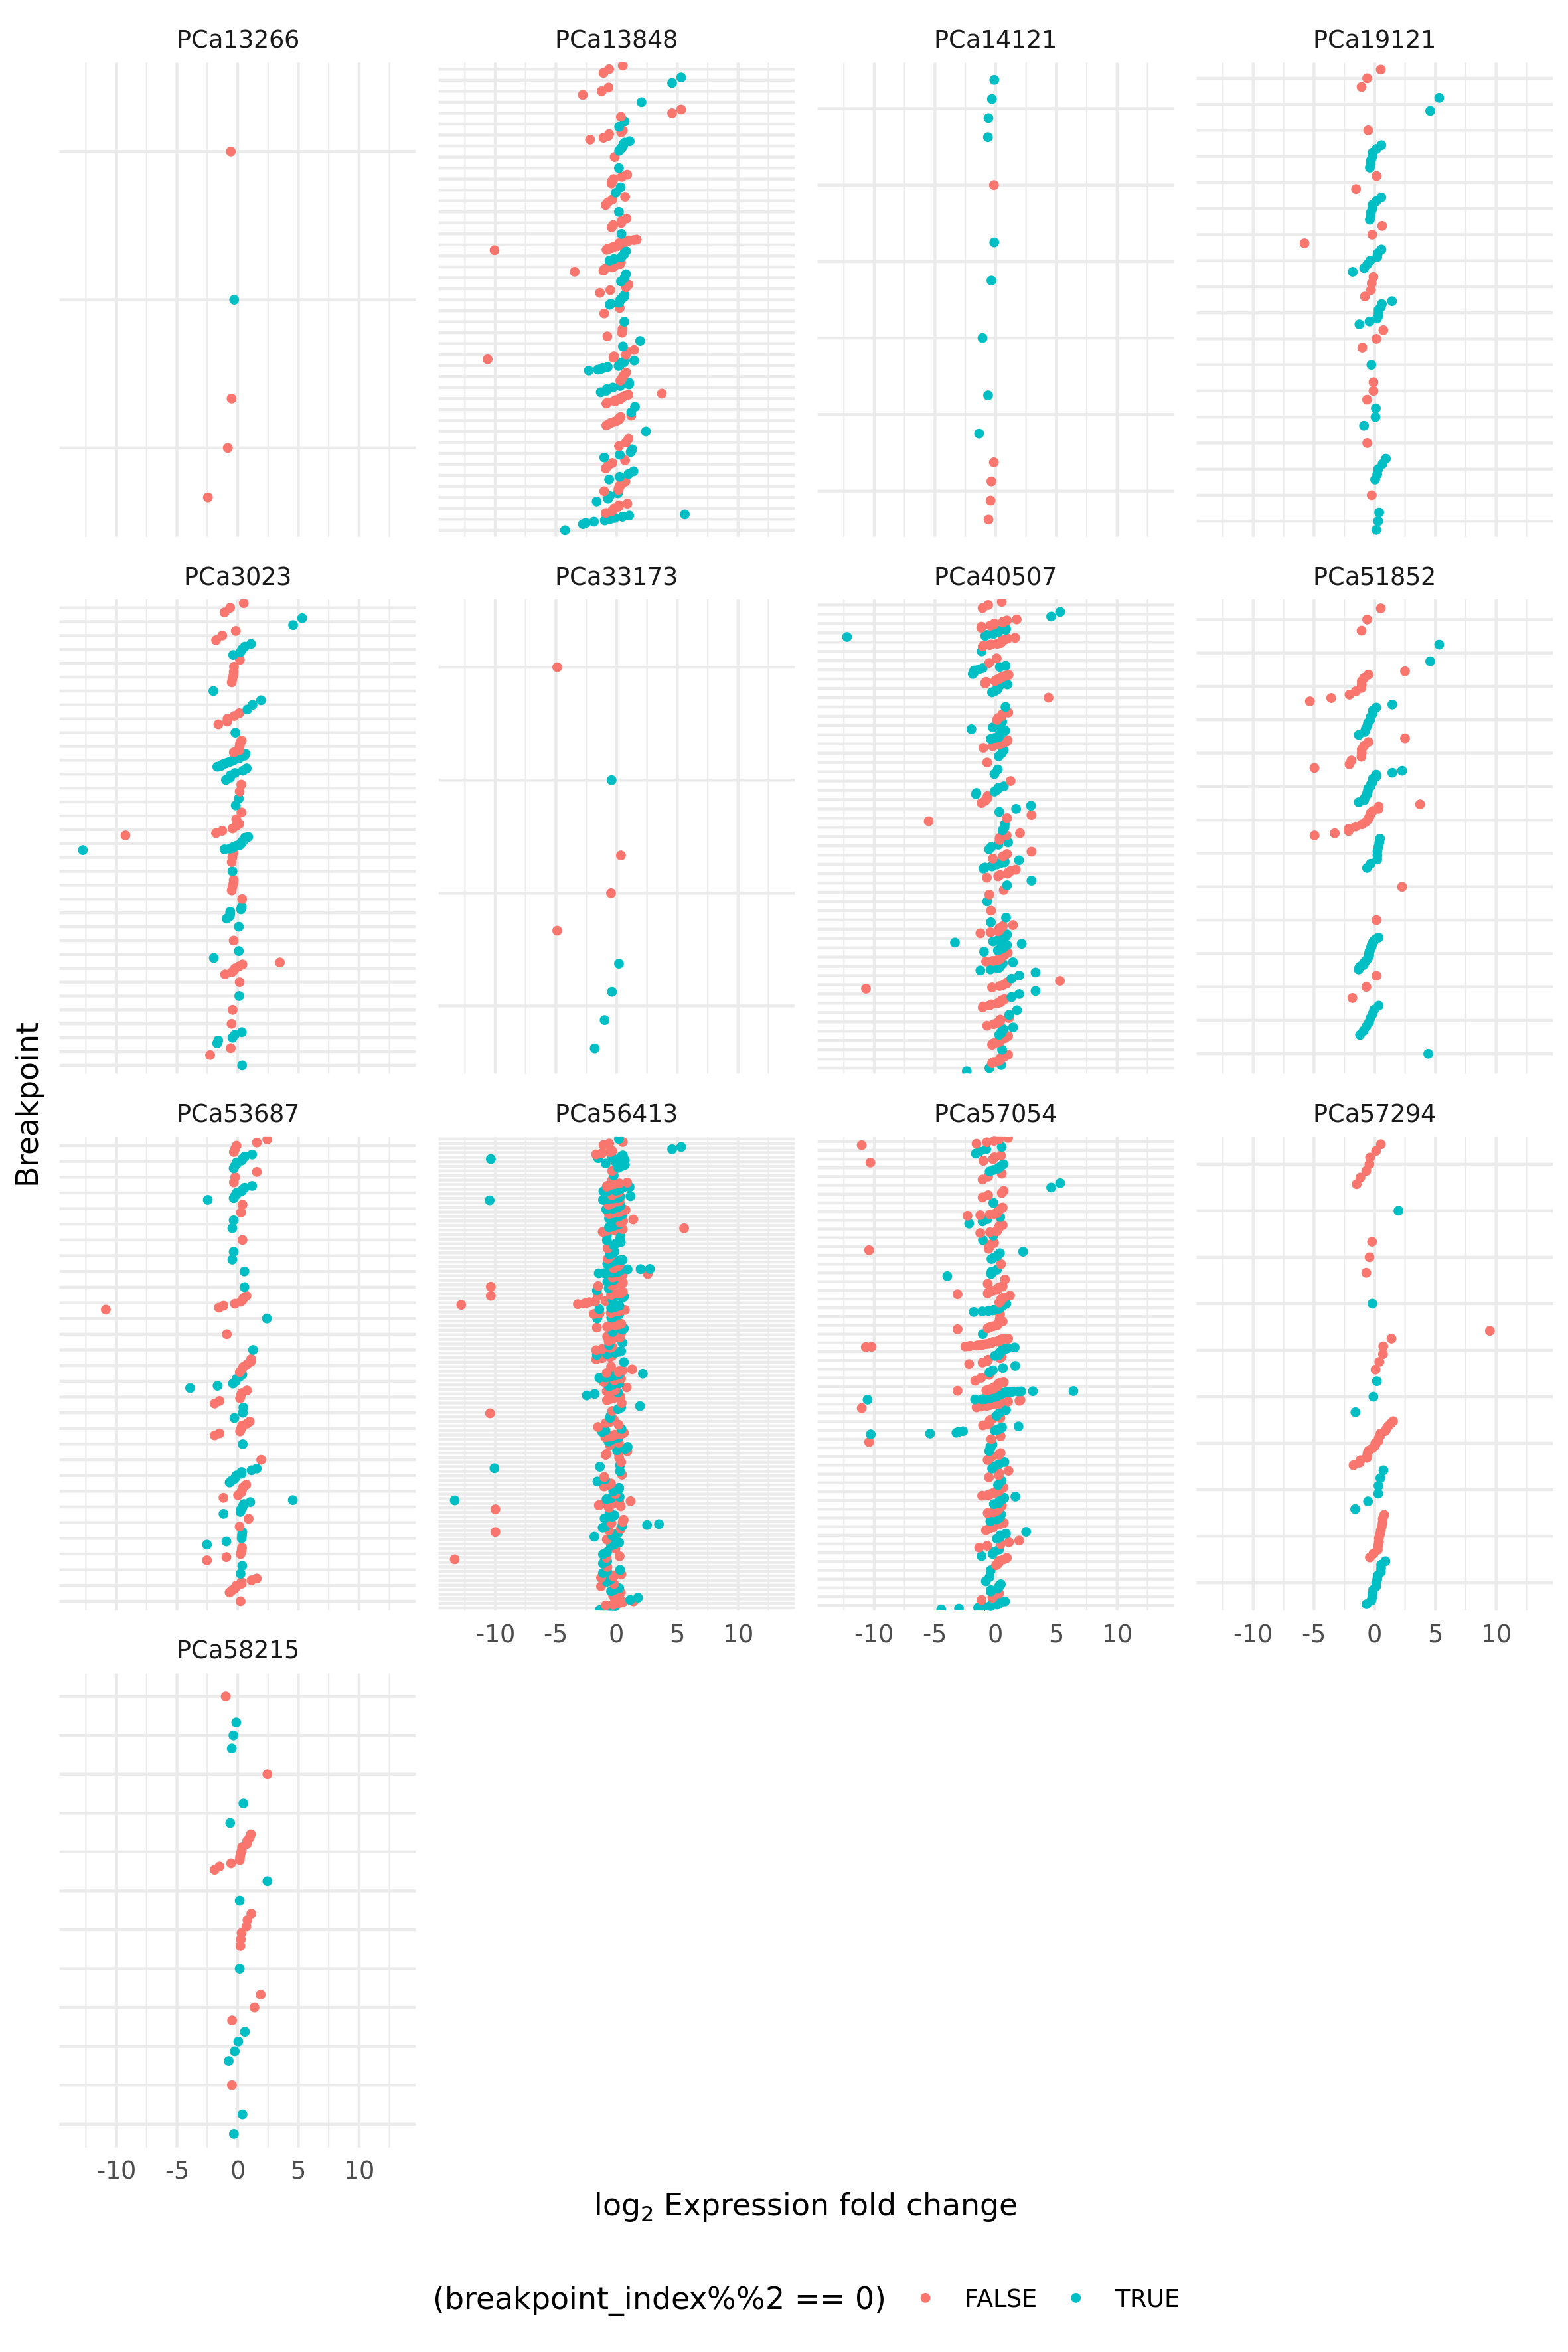 PCa13266 PCa13848 PCa14121 PCa19121
PCa3023 PCa33173 PCa40507 PCa51852
Breakpoint
PCa53687 PCa56413 PCa57054 PCa57294
-10 -5 0 5 10 -10 -5 0 5 10 -10 -5 0 5 10
PCa58215
-10 -5 0 5 10
log2 Expression fold change
(breakpoint_index%%2 == 0) FALSE TRUE